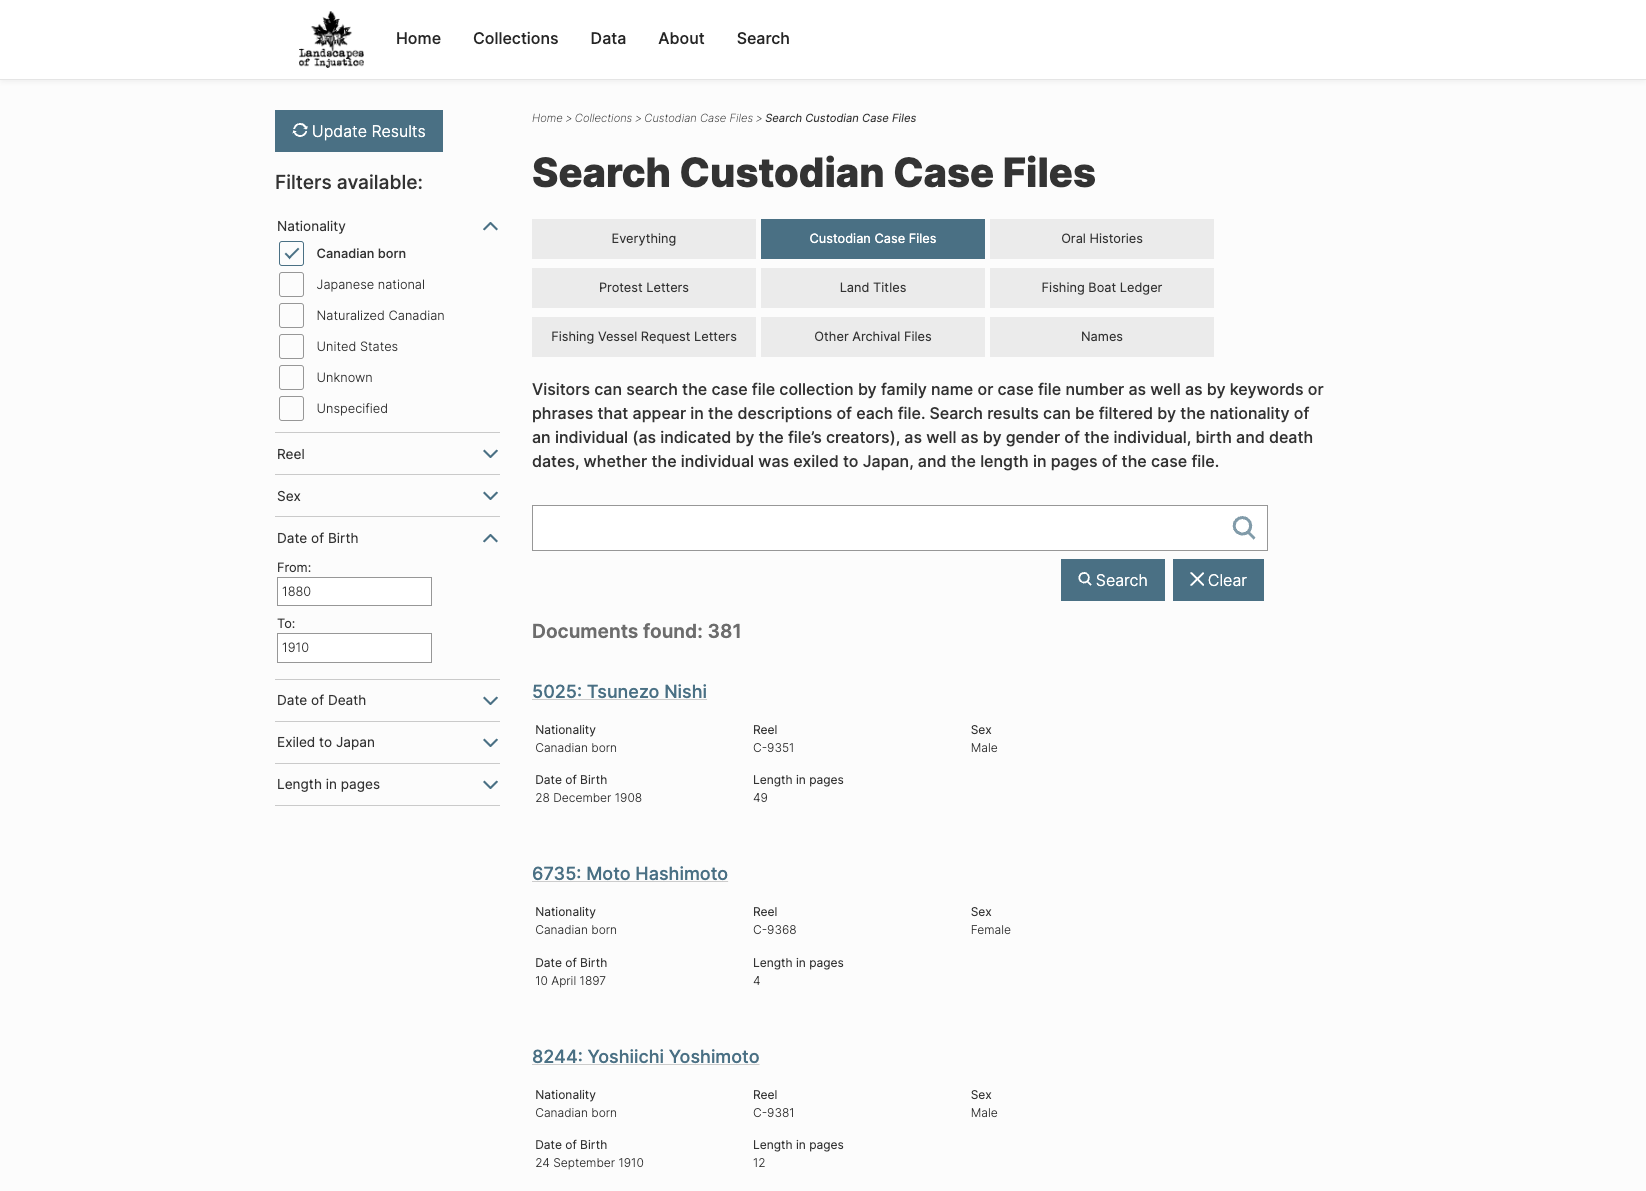 Landscapes
of Injustice
Home
Collections
Data
About
Search
Update Results
Filters available:
Nationality
Canadian born
Japanese national
Naturalized Canadian
United States
Unknown
Unspecified
Reel
Sex
Date of Birth
From:
1880
To:
1910
Date of Death
Exiled to Japan
Length in pages
Home > Collections > Custodian Case Files > Search Custodian Case Files
Search Custodian Case Files
Everything
Custodian Case Files
Oral Histories
Protest Letters
Land Titles
Fishing Boat Ledger
Fishing Vessel Request Letters
Other Archival Files
Names
Visitors can search the case file collection by family name or case file number as well as by keywords or
phrases that appear in the descriptions of each file. Search results can be filtered by the nationality of
an individual (as indicated by the file’s creators), as well as by gender of the individual, birth and death
dates, whether the individual was exiled to Japan, and the length in pages of the case file.
Search
Clear
Documents found: 381
5025: Tsunezo Nishi
Nationality
Canadian born
Reel
C-9351
Sex
Male
Date of Birth
28 December 1908
Length in pages
49
6735: Moto Hashimoto
Nationality
Canadian born
Reel
C-9368
Sex
Female
Date of Birth
10 April 1897
Length in pages
4
8244: Yoshiichi Yoshimoto
Nationality
Canadian born
Reel
C-9381
Sex
Male
Date of Birth
24 September 1910
Length in pages
12